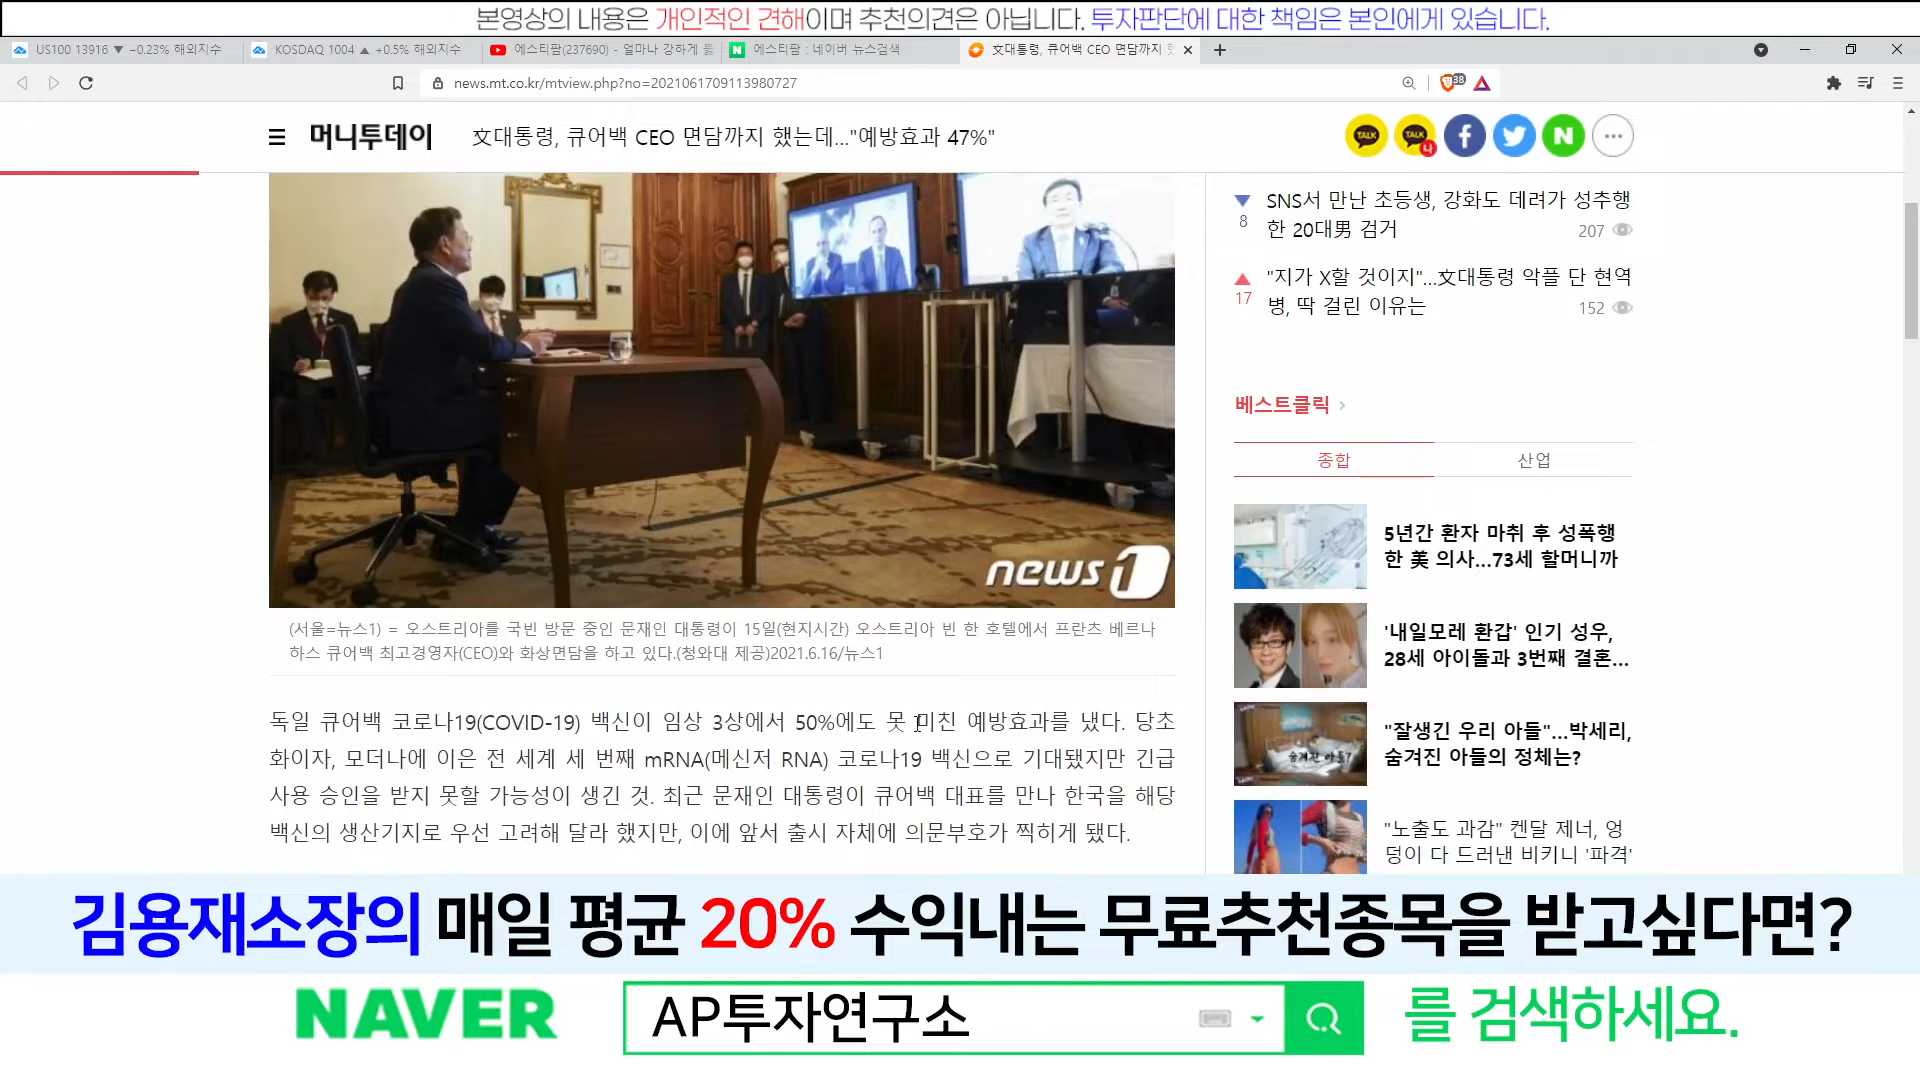 본영상의 내용은 개인적인 견해이며 추천의견은 아닙니다. 투자판단에 대한 책임은 본인에게 있습니다.
US100 13916 ▼ −0.23% 해외지수
KOSDAQ 1004 ▲ +0.5% 해외지수
에스티팜(237690) - 얼마나 강하게 뚫
에스티팜 : 네이버 뉴스검색
文대통령, 큐어백 CEO 면담까지 했
news.mt.co.kr/mtview.php?no=2021061709113980727
38
머니투데이
文대통령, 큐어백 CEO 면담까지 했는데..."예방효과 47%"
TALK
TALK
나
f
N
news1
(서울=뉴스1) = 오스트리아를 국빈 방문 중인 문재인 대통령이 15일(현지시간) 오스트리아 빈 한 호텔에서 프란츠 베르나
하스 큐어백 최고경영자(CEO)와 화상면담을 하고 있다.(청와대 제공)2021.6.16/뉴스1
독일 큐어백 코로나19(COVID-19) 백신이 임상 3상에서 50%에도 못 미친 예방효과를 냈다. 당초
화이자, 모더나에 이은 전 세계 세 번째 mRNA(메신저 RNA) 코로나19 백신으로 기대됐지만 긴급
사용 승인을 받지 못할 가능성이 생긴 것. 최근 문재인 대통령이 큐어백 대표를 만나 한국을 해당
백신의 생산기지로 우선 고려해 달라 했지만, 이에 앞서 출시 자체에 의문부호가 찍히게 됐다.
▼ 8
SNS서 만난 초등생, 강화도 데려가 성추행
한 20대男 검거
207
▲ 17
"지가 X할 것이지"...文대통령 악플 단 현역
병, 딱 걸린 이유는
152
베스트클릭 >
종합
산업
5년간 환자 마취 후 성폭행
한 美 의사...73세 할머니까
'내일모레 환갑' 인기 성우,
28세 아이돌과 3번째 결혼...
"잘생긴 우리 아들"...박세리,
숨겨진 아들의 정체는?
숨겨진 아들?
"노출도 과감" 켄달 제너, 엉
덩이 다 드러낸 비키니 '파격'
김용재소장의 매일 평균 20% 수익내는 무료추천종목을 받고싶다면?
NAVER
AP투자연구소
를 검색하세요.